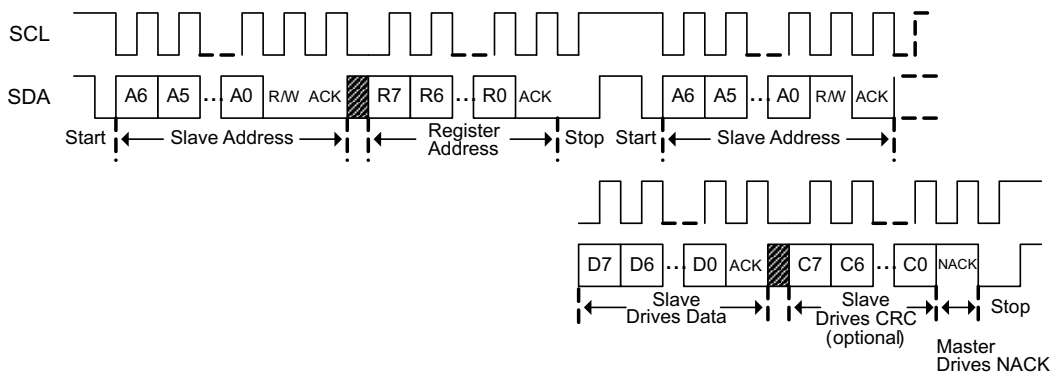 SCL
SDA A6 A5 ... A0 R/W ACK R7 R6 ... R0 ACK A6 A5 ... A0 R/W ACK
Start Slave Address Register Address Stop Start Slave Address
D7 D6 ... D0 ACK C7 C6 ... C0 NACK
Slave Drives Data Slave Drives CRC (optional) Stop
Master Drives NACK